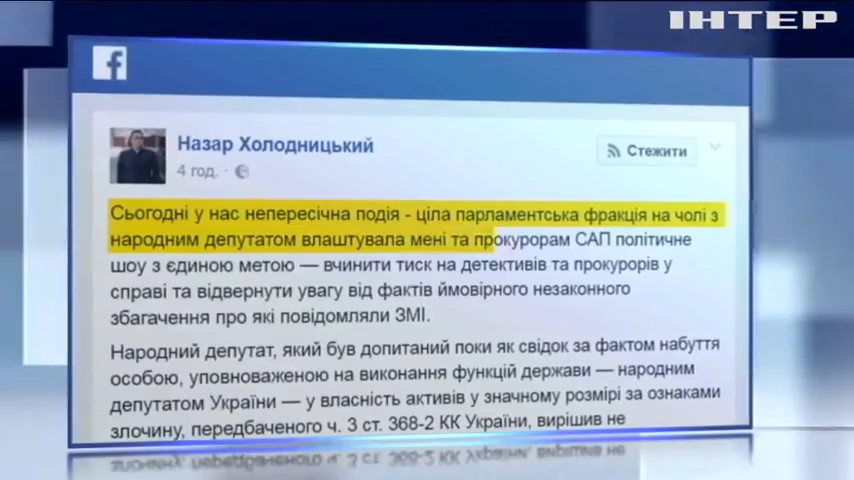 ІНТЕР
f
Назар Холодницький
4 год. ·
Стежити
Сьогодні у нас непересічна подія - ціла парламентська фракція на чолі з
народним депутатом влаштувала мені та прокурорам САП політичне
шоу з єдиною метою — вчинити тиск на детективів та прокурорів у
справі та відвернути увагу від фактів ймовірного незаконного
збагачення про які повідомляли ЗМІ.
Народний депутат, який був допитаний поки як свідок за фактом набуття
особою, уповноваженою на виконання функцій держави — народним
депутатом України — у власність активів у значному розмірі за ознаками
злочину, передбаченого ч. 3 ст. 368-2 КК України, вирішив не